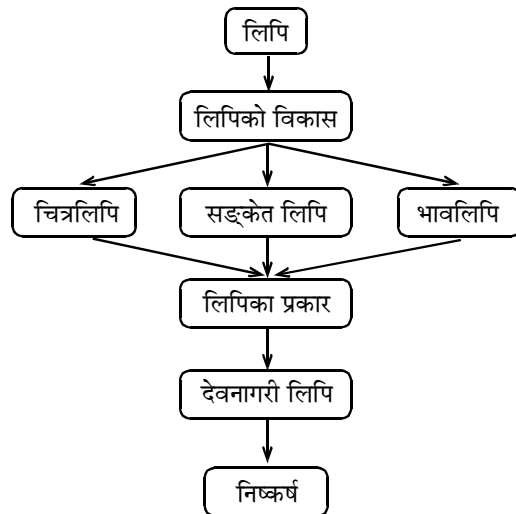 लिपि
लिपिको विकास
चित्रलिपि
सङ्केत लिपि
भावलिपि
लिपिका प्रकार
देवनागरी लिपि
निष्कर्ष